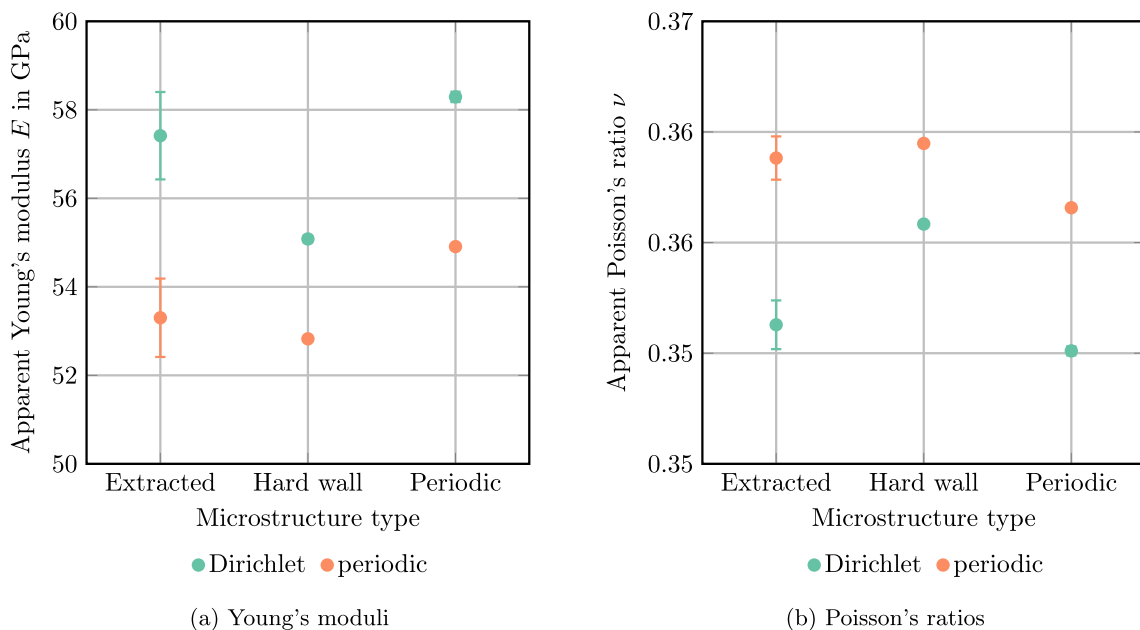 Apparent Young's modulus E in GPa
60
58
56
54
52
50
Extracted Hard wall Periodic
Microstructure type
Dirichlet periodic
(a) Young's moduli
Apparent Poisson's ratio ν
0.37
0.36
0.36
0.35
0.35
Extracted Hard wall Periodic
Microstructure type
Dirichlet periodic
(b) Poisson's ratios